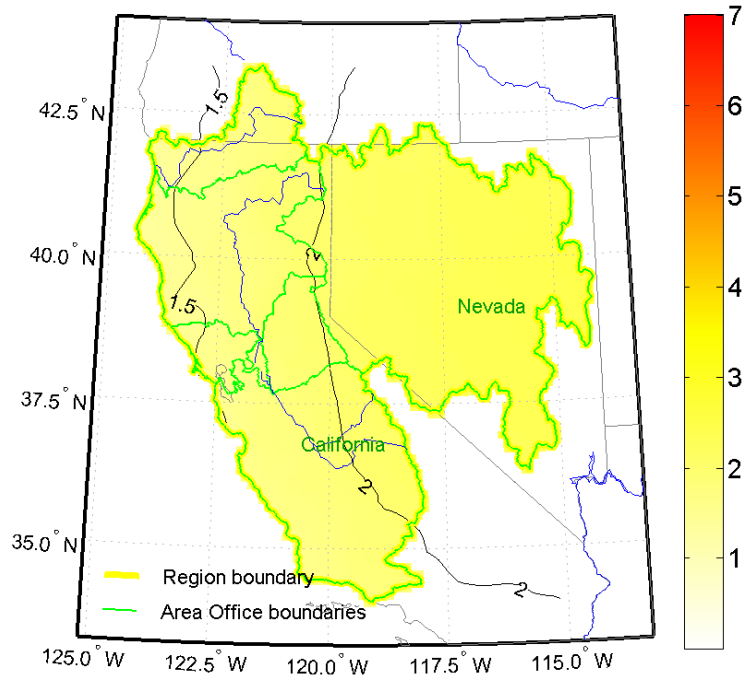 7
6
5
4
3
2
1
42.5° N
40.0° N
37.5° N
35.0° N
1.5
2
1.5
Nevada
California
2
2
Region boundary
Area Office boundaries
125.0° W
122.5° W
120.0° W
117.5° W
115.0° W